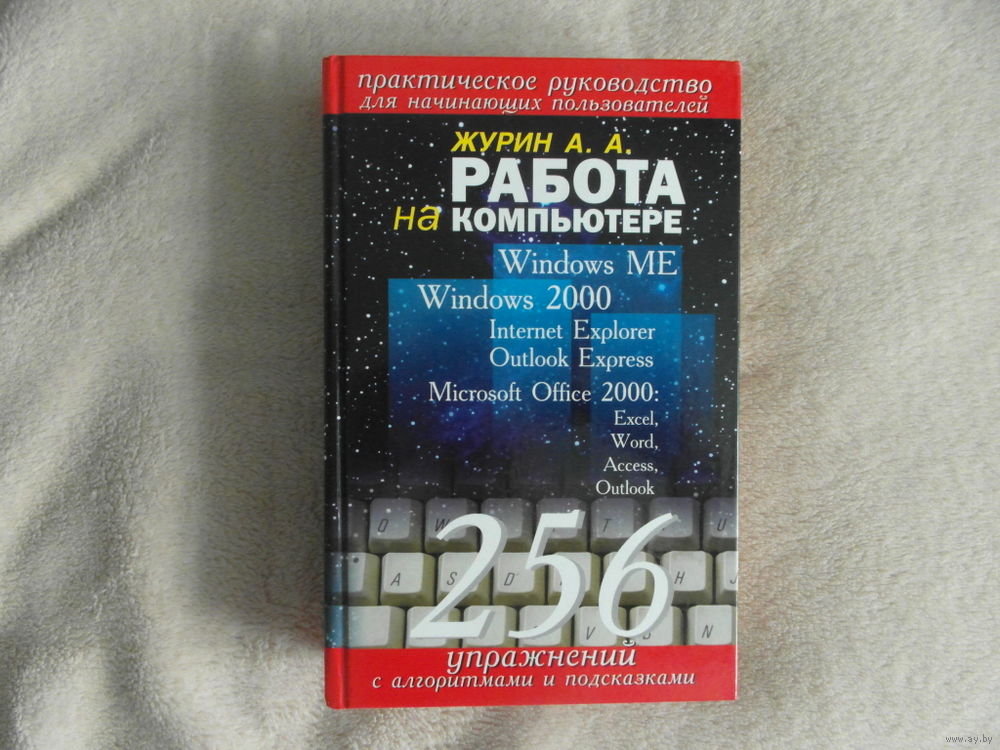 практическое руководство
для начинающих пользователей
ЖУРИН А. А.
РАБОТА
на КОМПЬЮТЕРЕ
Windows ME
Windows 2000
Internet Explorer
Outlook Express
Microsoft Office 2000:
Excel,
Word,
Access,
Outlook
Q W T U
A S D H J
V B N
256
упражнений
с алгоритмами и подсказками
www.ay.by